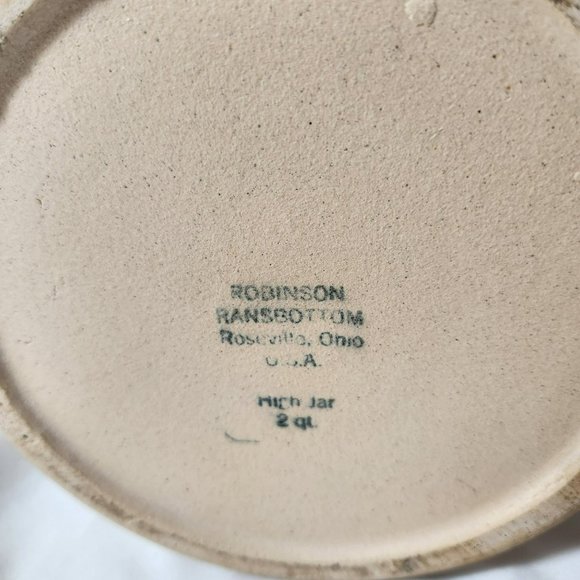 ROBINSON
RANSBOTTOM
Roseville, Ohio
U.S.A.
High Jar
2 qt.